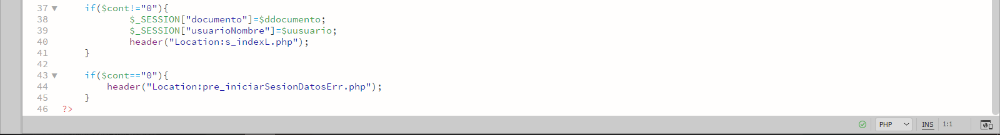 37 if($cont!="0"){
38 $_SESSION["documento"]=$ddocumento;
39 $_SESSION["usuarioNombre"]=$uusuario;
40 header("Location:s_indexL.php");
41 }
42
43 if($cont=="0"){
44 header("Location:pre_iniciarSesionDatosErr.php");
45 }
46 ?>
PHP INS 1:1